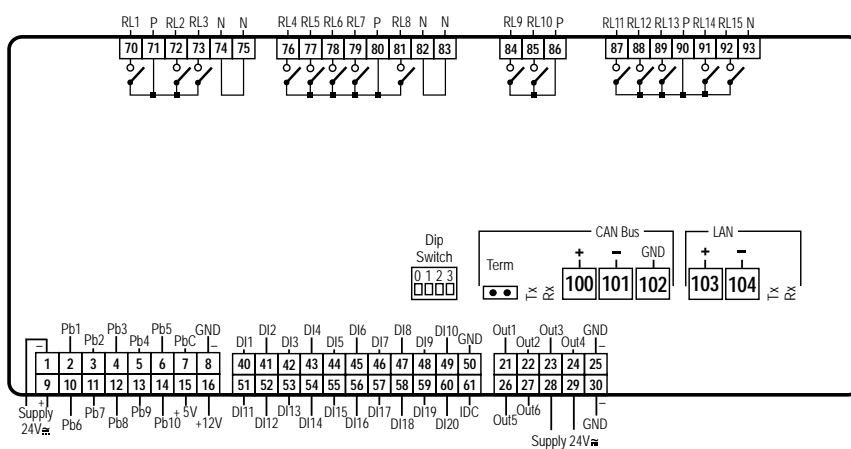 RL1 P RL2 RL3 N N RL4 RL5 RL6 RL7 P RL8 N N RL9 RL10 P RL11 RL12 RL13 P RL14 RL15 N
70 71 72 73 74 75 76 77 78 79 80 81 82 83 84 85 86 87 88 89 90 91 92 93
CAN Bus LAN
Dip
Switch
0 1 2 3
Term
Tx
Rx
+ – GND
100 101 102
+ –
103 104
Tx
Rx
– Pb1 Pb2 Pb3 Pb4 Pb5 PbC GND –
DI1 DI2 DI3 DI4 DI5 DI6 DI7 DI8 DI9 DI10 GND
Out1 Out2 Out3 Out4 GND –
1 2 3 4 5 6 7 8 40 41 42 43 44 45 46 47 48 49 50 21 22 23 24 25
9 10 11 12 13 14 15 16 51 52 53 54 55 56 57 58 59 60 61 26 27 28 29 30
+
Supply
24V
Pb6 Pb7 Pb8 Pb9 Pb10 + 5V +12V
DI11 DI12 DI13 DI14 DI15 DI16 DI17 DI18 DI19 DI20 IDC
Out5 Out6 – GND
Supply 24V